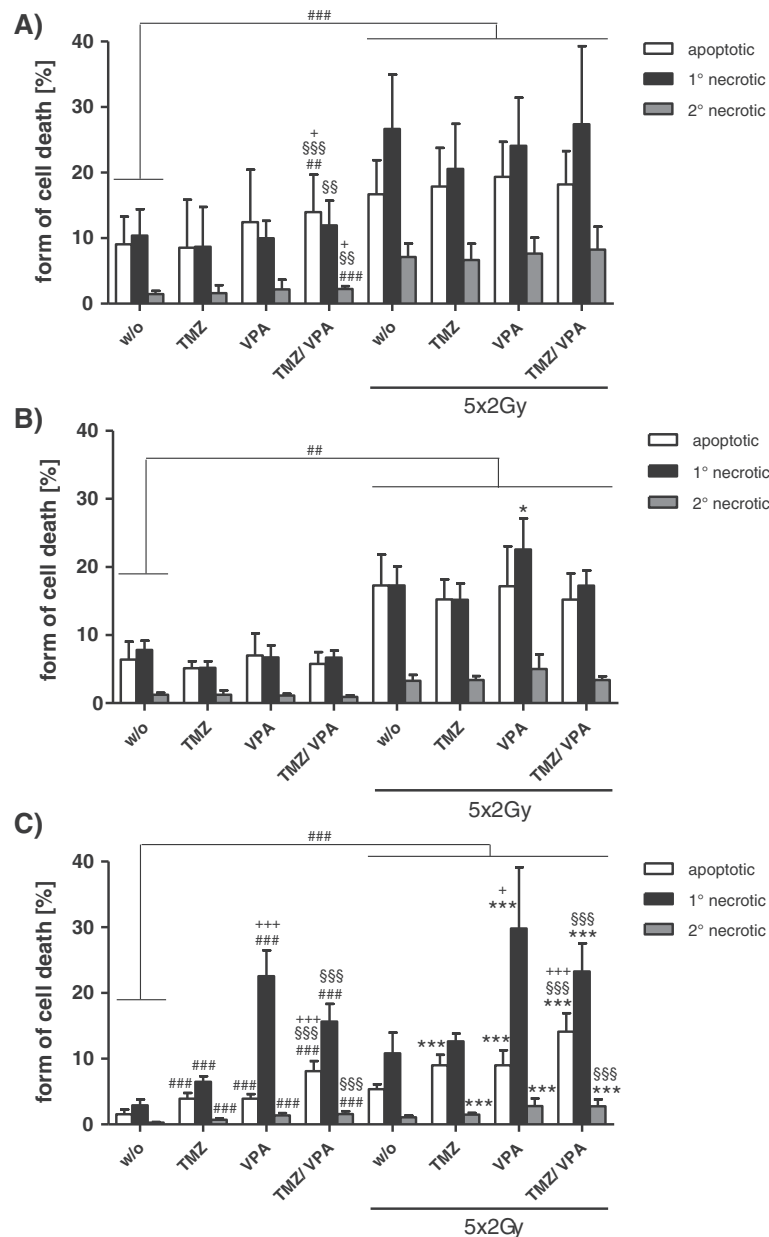 A)
###
form of cell death [%]
40
30
20
10
0
apoptotic
1° necrotic
2° necrotic
+
§§§
##
§§
+
§§
###
w/o
TMZ
VPA
TMZ/ VPA
w/o
TMZ
VPA
TMZ/ VPA
5x2Gy
B)
##
form of cell death [%]
40
30
20
10
0
apoptotic
1° necrotic
2° necrotic
*
w/o
TMZ
VPA
TMZ/ VPA
w/o
TMZ
VPA
TMZ/ VPA
5x2Gy
C)
###
form of cell death [%]
40
30
20
10
0
apoptotic
1° necrotic
2° necrotic
###
###
###
###
+++
###
###
+++
§§§
###
§§§
###
§§§
###
***
***
***
+
***
***
+++
§§§
***
§§§
***
§§§
***
w/o
TMZ
VPA
TMZ/ VPA
w/o
TMZ
VPA
TMZ/ VPA
5x2Gy